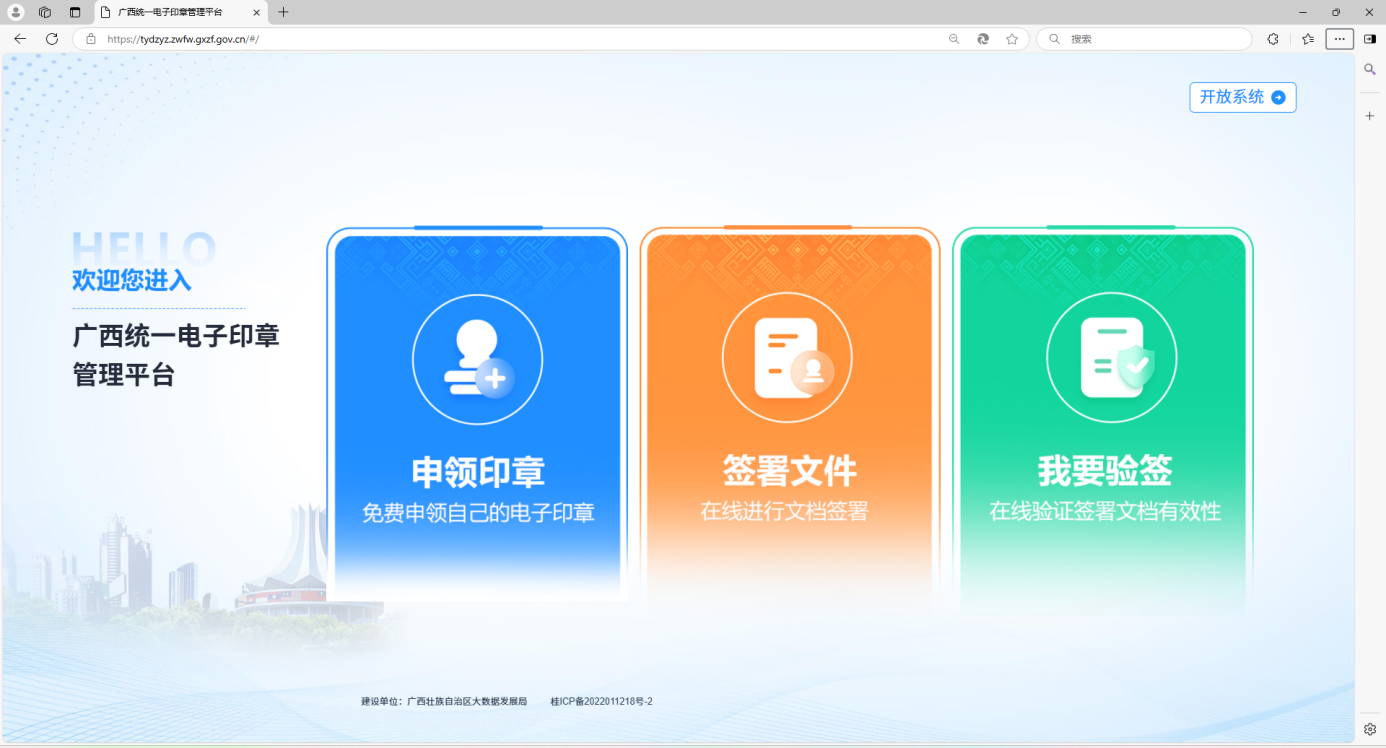 广西统一电子印章管理平台
https://tydzyz.zwfw.gxzf.gov.cn/#/
搜索
开放系统
HELLO
欢迎您进入
广西统一电子印章
管理平台
申领印章
免费申领自己的电子印章
签署文件
在线进行文档签署
我要验签
在线验证签署文档有效性
建设单位：广西壮族自治区大数据发展局 桂ICP备2022011218号-2